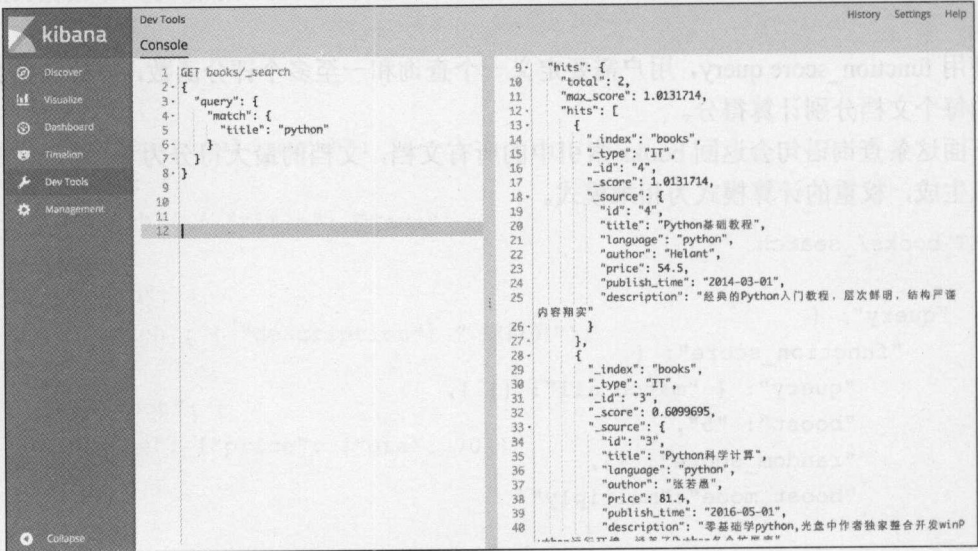 Dev Tools
History Settings Help
kibana
Console
Discover
Visualize
Dashboard
Timelion
Dev Tools
Management
Collapse
1 GET books/_search
2 {
3 "query": {
4 "match": {
5 "title": "python"
6 }
7 }
8 }
9
10
11
12
9 "hits": {
10 "total": 2,
11 "max_score": 1.0131714,
12 "hits": [
13 {
14 "_index": "books",
15 "_type": "IT",
16 "_id": "4",
17 "_score": 1.0131714,
18 "_source": {
19 "id": "4",
20 "title": "Python基础教程",
21 "language": "python",
22 "author": "Helant",
23 "price": 54.5,
24 "publish_time": "2014-03-01",
25 "description": "经典的Python入门教程，层次鲜明，结构严谨
内容翔实"
26 }
27 },
28 {
29 "_index": "books",
30 "_type": "IT",
31 "_id": "3",
32 "_score": 0.6099695,
33 "_source": {
34 "id": "3",
35 "title": "Python科学计算",
36 "language": "python",
37 "author": "张若愚",
38 "price": 81.4,
39 "publish_time": "2016-05-01",
40 "description": "零基础学python,光盘中作者独家整合开发winP